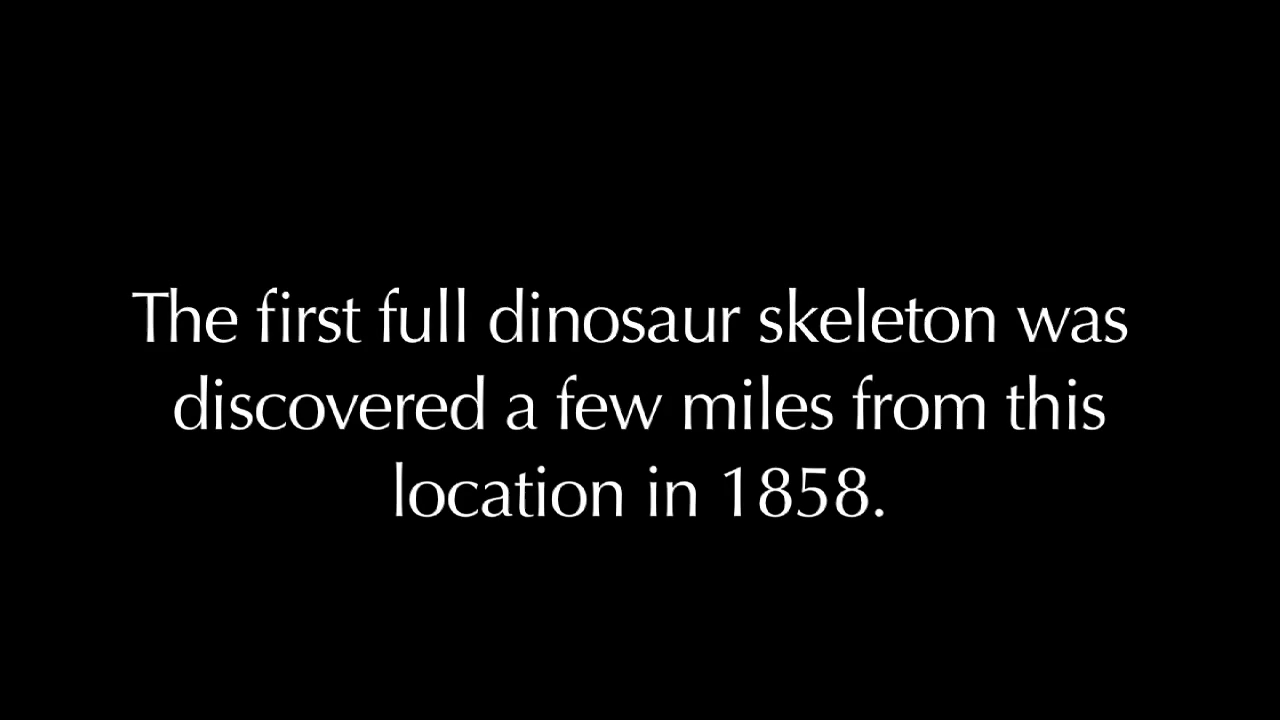 The first full dinosaur skeleton was
discovered a few miles from this
location in 1858.